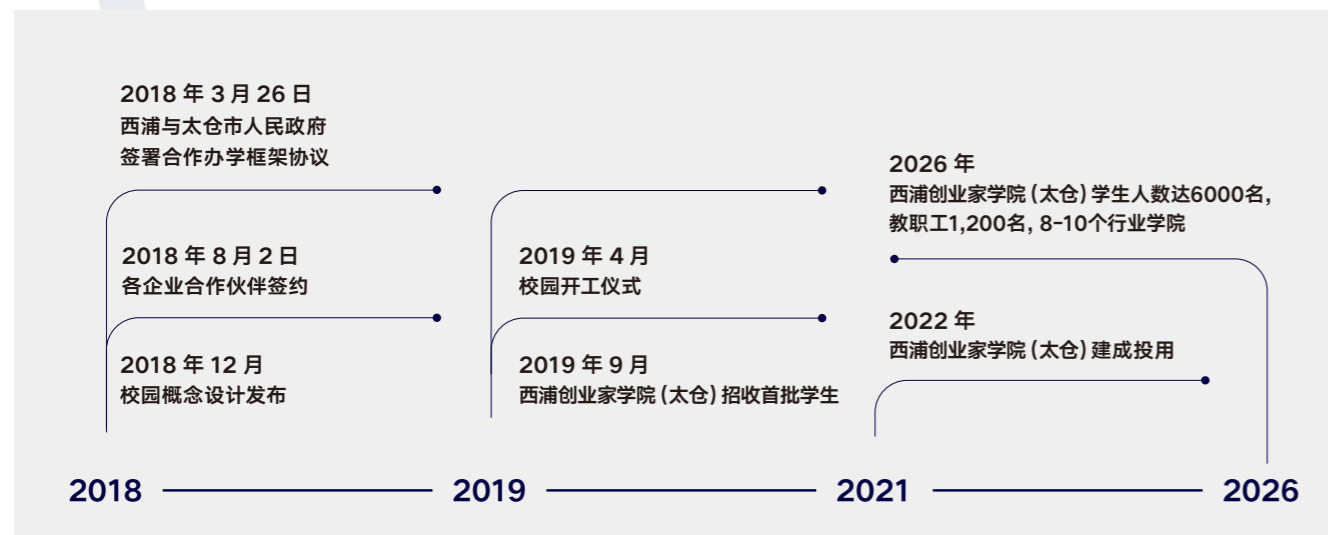 2018 年 3 月 26 日
西浦与太仓市人民政府
签署合作办学框架协议
2018 年 8 月 2 日
各企业合作伙伴签约
2018 年 12 月
校园概念设计发布
2019 年 4 月
校园开工仪式
2019 年 9 月
西浦创业家学院（太仓）招收首批学生
2026 年
西浦创业家学院（太仓）学生人数达6000名，
教职工1,200名, 8-10个行业学院
2022 年
西浦创业家学院（太仓）建成投用
2018
2019
2021
2026